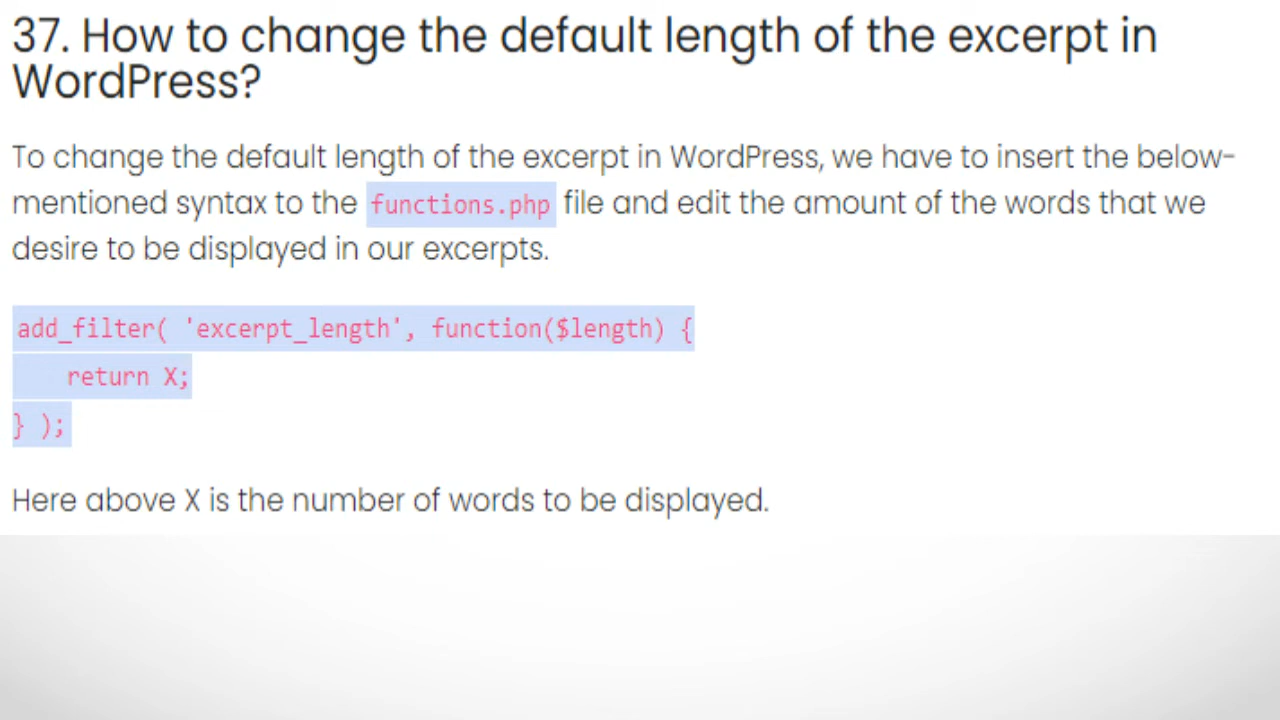 37. How to change the default length of the excerpt in
WordPress?
To change the default length of the excerpt in WordPress, we have to insert the below-
mentioned syntax to the functions.php file and edit the amount of the words that we
desire to be displayed in our excerpts.
add_filter( 'excerpt_length', function($length) {
    return X;
} );
Here above X is the number of words to be displayed.